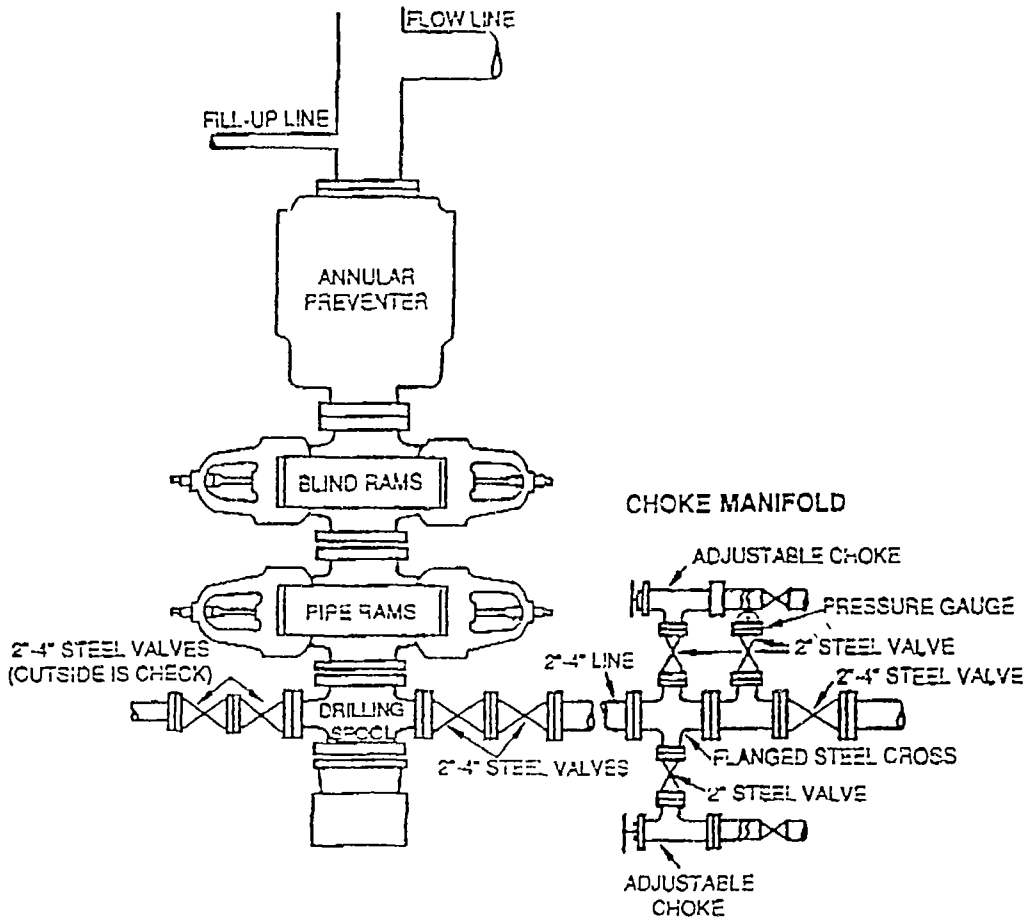 FLOW LINE
FILL-UP LINE
ANNULAR
PREVENTER
BLIND RAMS
CHOKE MANIFOLD
ADJUSTABLE CHOKE
PIPE RAMS
PRESSURE GAUGE
2"-4" STEEL VALVES
(OUTSIDE IS CHECK)
2"-4" LINE
2" STEEL VALVE
2"-4" STEEL VALVE
DRILLING
SPOOL
2"-4" STEEL VALVES
FLANGED STEEL CROSS
2" STEEL VALVE
ADJUSTABLE
CHOKE